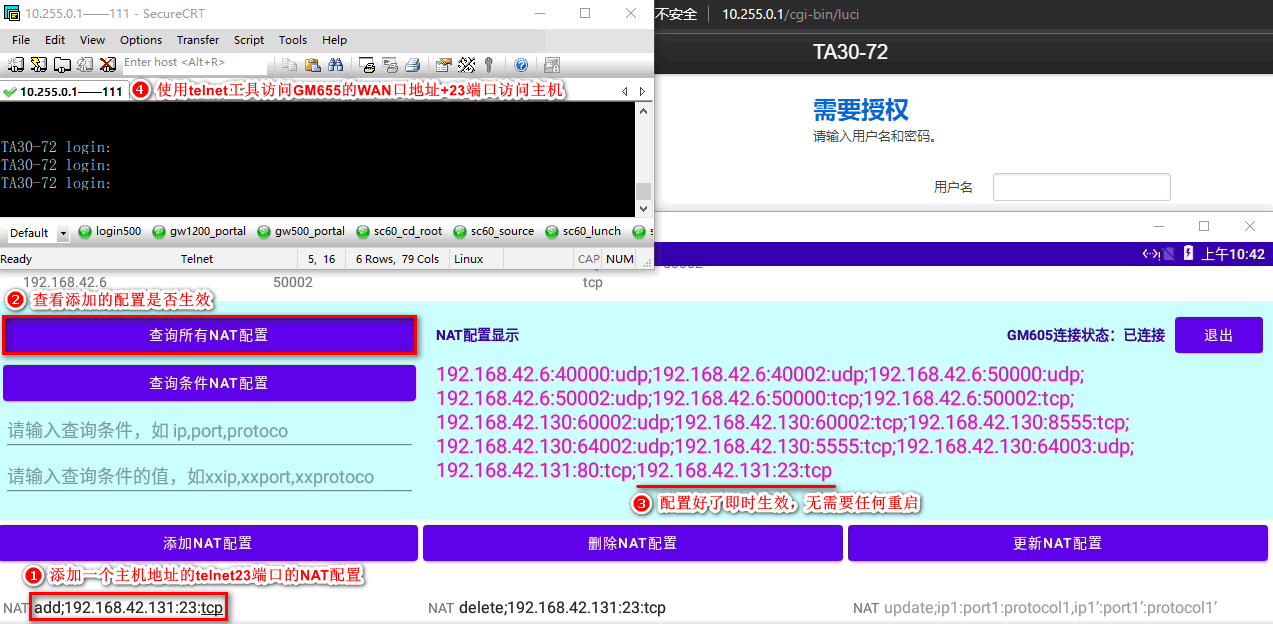 10.255.0.1——111 - SecureCRT
File Edit View Options Transfer Script Tools Help
Enter host <Alt+R>
10.255.0.1——111
4 使用telnet工具访问GM655的WAN口地址+23端口访问主机
TA30-72 login:
TA30-72 login:
TA30-72 login:
Default login500 gw1200_portal gw500_portal sc60_cd_root sc60_source sc60_lunch s
Ready Telnet 5, 16 6 Rows, 79 Cols Linux CAP NUM
不安全 10.255.0.1/cgi-bin/luci
TA30-72
需要授权
请输入用户名和密码。
用户名
上午10:42
192.168.42.6 50002 tcp
2 查看添加的配置是否生效
查询所有NAT配置
查询条件NAT配置
请输入查询条件，如 ip,port,protoco
请输入查询条件的值，如xxip,xxport,xxprotoco
NAT配置显示
GM605连接状态：已连接
退出
192.168.42.6:40000:udp;192.168.42.6:40002:udp;192.168.42.6:50000:udp;
192.168.42.6:50002:udp;192.168.42.6:50000:tcp;192.168.42.6:50002:tcp;
192.168.42.130:60002:udp;192.168.42.130:60002:tcp;192.168.42.130:8555:tcp;
192.168.42.130:64002:udp;192.168.42.130:5555:tcp;192.168.42.130:64003:udp;
192.168.42.131:80:tcp;192.168.42.131:23:tcp
3 配置好了即时生效，无需要任何重启
添加NAT配置
删除NAT配置
更新NAT配置
1 添加一个主机地址的telnet23端口的NAT配置
NAT add;192.168.42.131:23:tcp
NAT delete;192.168.42.131:23:tcp
NAT update;ip1:port1:protocol1,ip1’:port1’:protocol1’